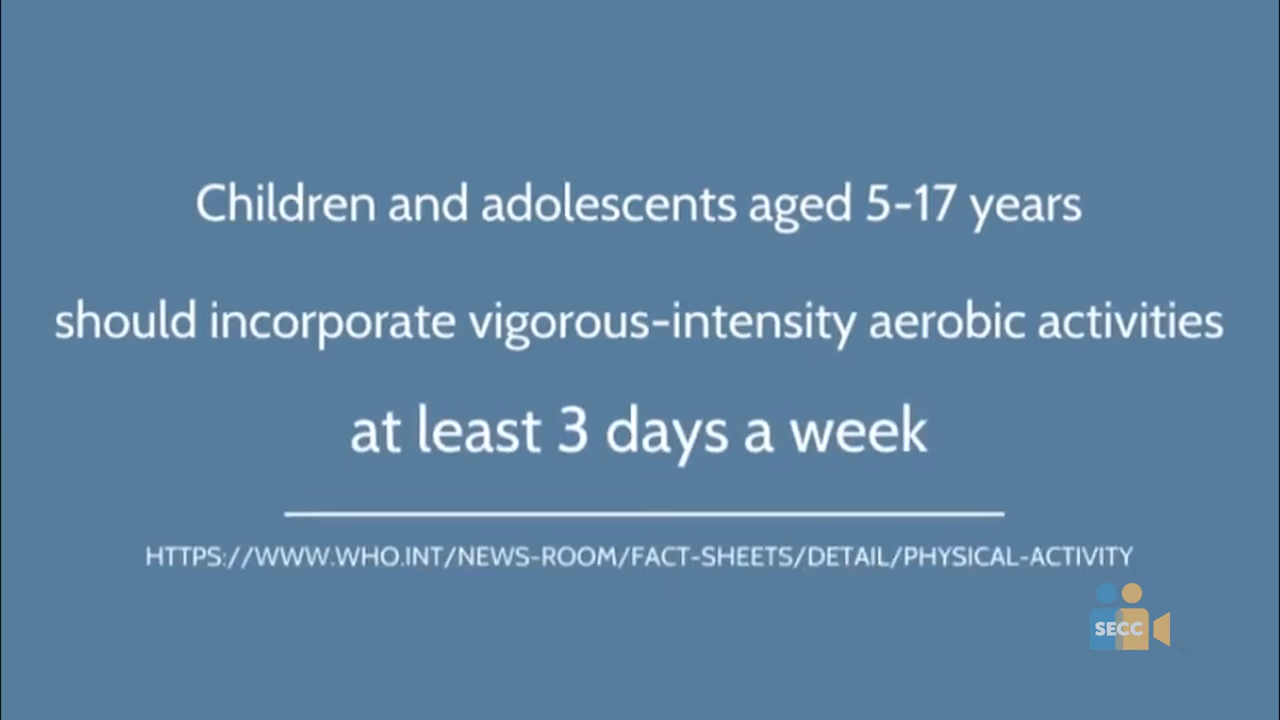 Children and adolescents aged 5-17 years
should incorporate vigorous-intensity aerobic activities
at least 3 days a week
HTTPS://WWW.WHO.INT/NEWS-ROOM/FACT-SHEETS/DETAIL/PHYSICAL-ACTIVITY
SECC